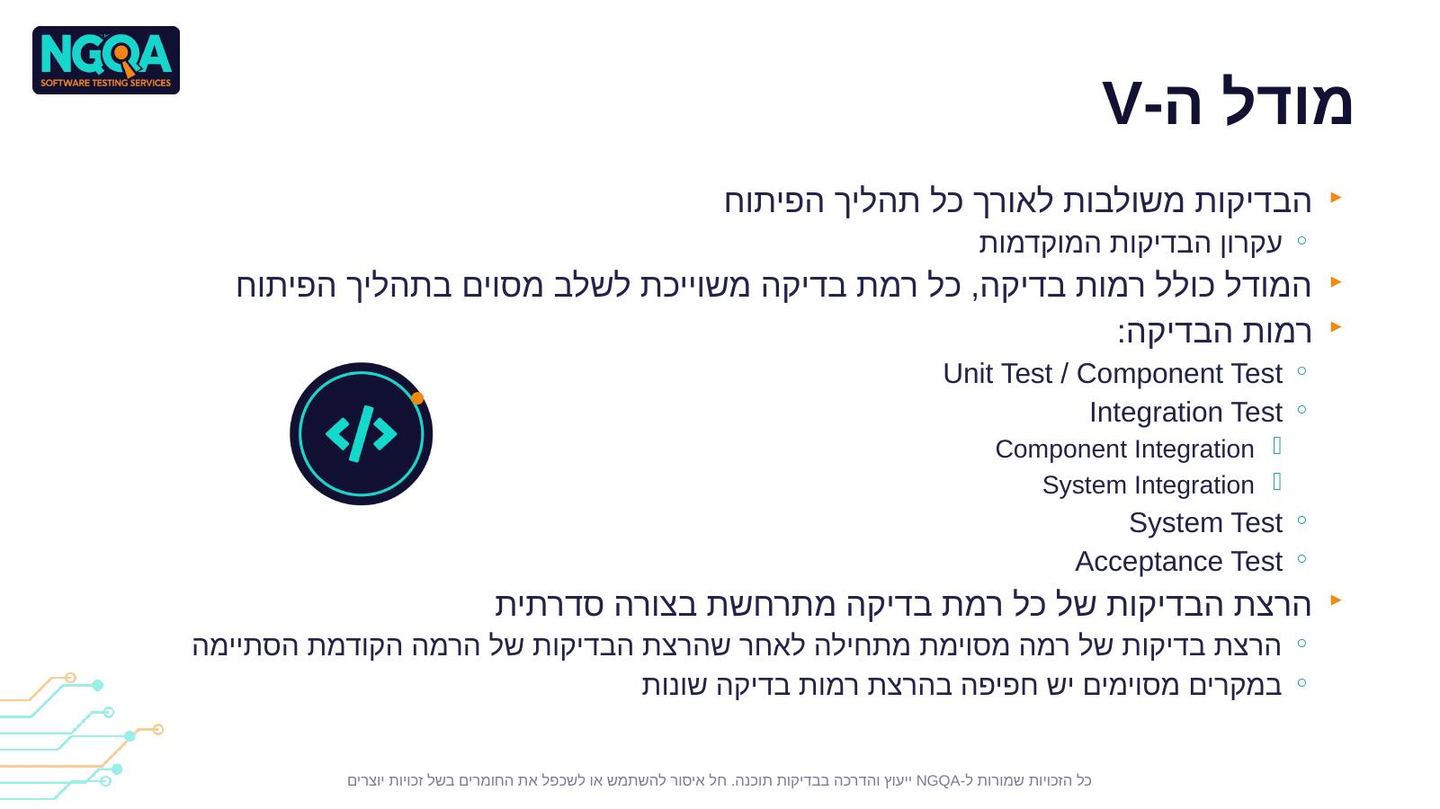 NGQA
SOFTWARE TESTING SERVICES
מודל ה-V
הבדיקות משולבות לאורך כל תהליך הפיתוח
עקרון הבדיקות המוקדמות
המודל כולל רמות בדיקה, כל רמת בדיקה משוייכת לשלב מסוים בתהליך הפיתוח
רמות הבדיקה:
Unit Test / Component Test
Integration Test
Component Integration
System Integration
System Test
Acceptance Test
הרצת הבדיקות של כל רמת בדיקה מתרחשת בצורה סדרתית
הרצת בדיקות של רמה מסוימת מתחילה לאחר שהרצת הבדיקות של הרמה הקודמת הסתיימה
במקרים מסוימים יש חפיפה בהרצת רמות בדיקה שונות
כל הזכויות שמורות ל-NGQA ייעוץ והדרכה בבדיקות תוכנה. חל איסור להשתמש או לשכפל את החומרים בשל זכויות יוצרים